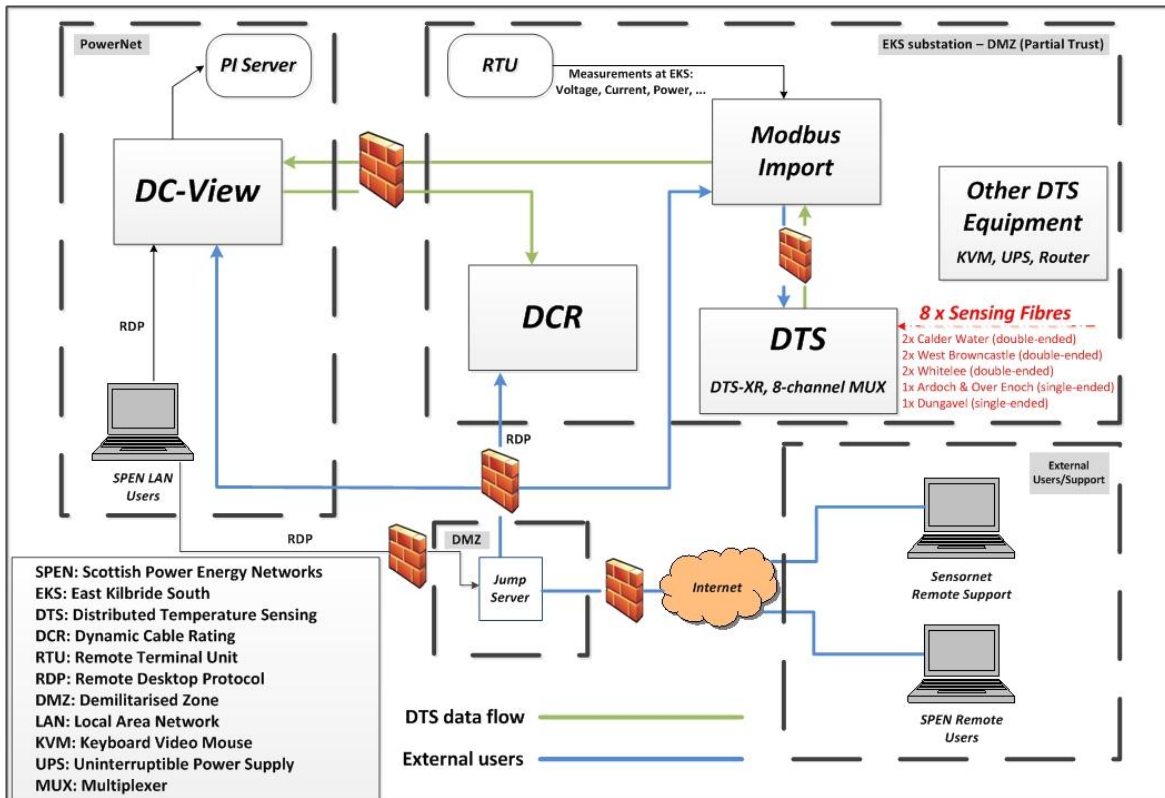 PowerNet
PI Server
DC-View
RDP
SPEN LAN
Users
EKS substation – DMZ (Partial Trust)
RTU
Measurements at EKS:
Voltage, Current, Power, ...
Modbus
Import
Other DTS
Equipment
KVM, UPS, Router
DCR
DTS
DTS-XR, 8-channel MUX
8 x Sensing Fibres
2x Calder Water (double-ended)
2x West Browncastle (double-ended)
2x Whitelee (double-ended)
1x Ardoch & Over Enoch (single-ended)
1x Dungavel (single-ended)
RDP
RDP
DMZ
Jump
Server
Internet
External
Users/Support
Sensornet
Remote Support
SPEN Remote
Users
SPEN: Scottish Power Energy Networks
EKS: East Kilbride South
DTS: Distributed Temperature Sensing
DCR: Dynamic Cable Rating
RTU: Remote Terminal Unit
RDP: Remote Desktop Protocol
DMZ: Demilitarised Zone
LAN: Local Area Network
KVM: Keyboard Video Mouse
UPS: Uninterruptible Power Supply
MUX: Multiplexer
DTS data flow
External users